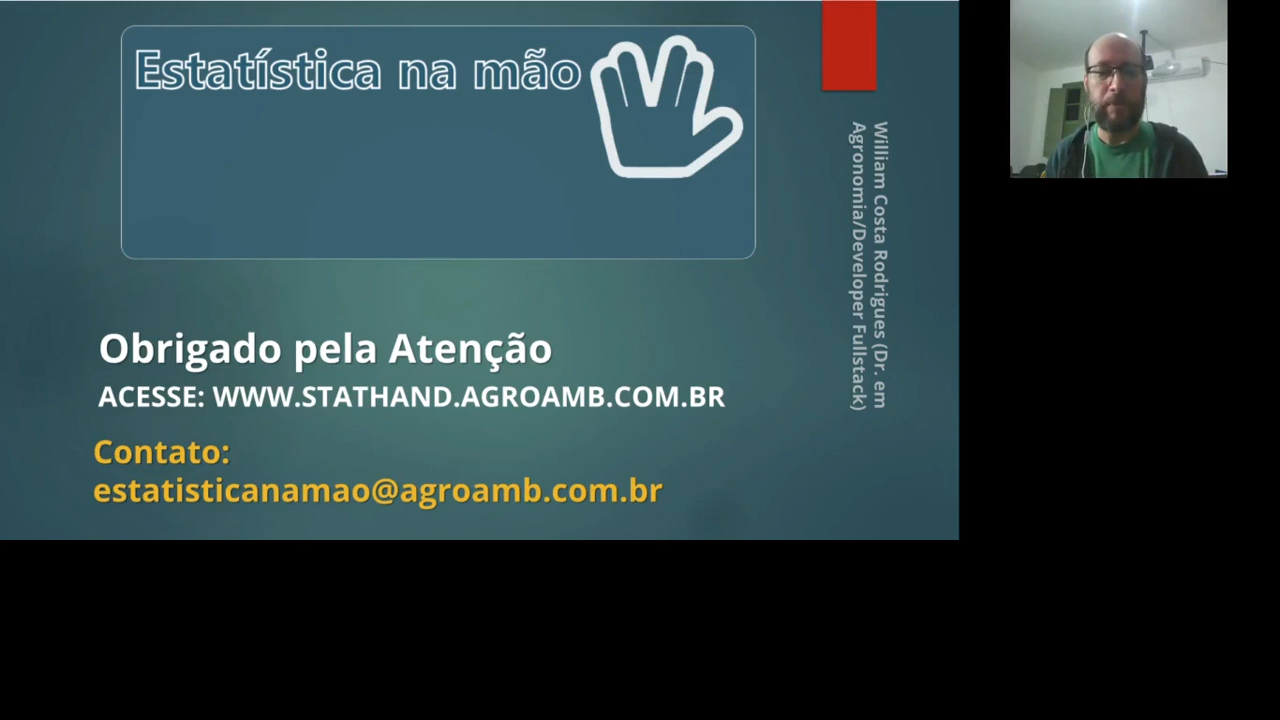 Estatística na mão
Obrigado pela Atenção
ACESSE: WWW.STATHAND.AGROAMB.COM.BR
Contato:
estatisticanamao@agroamb.com.br
William Costa Rodrigues (Dr. em
Agronomia/Developer Fullstack)